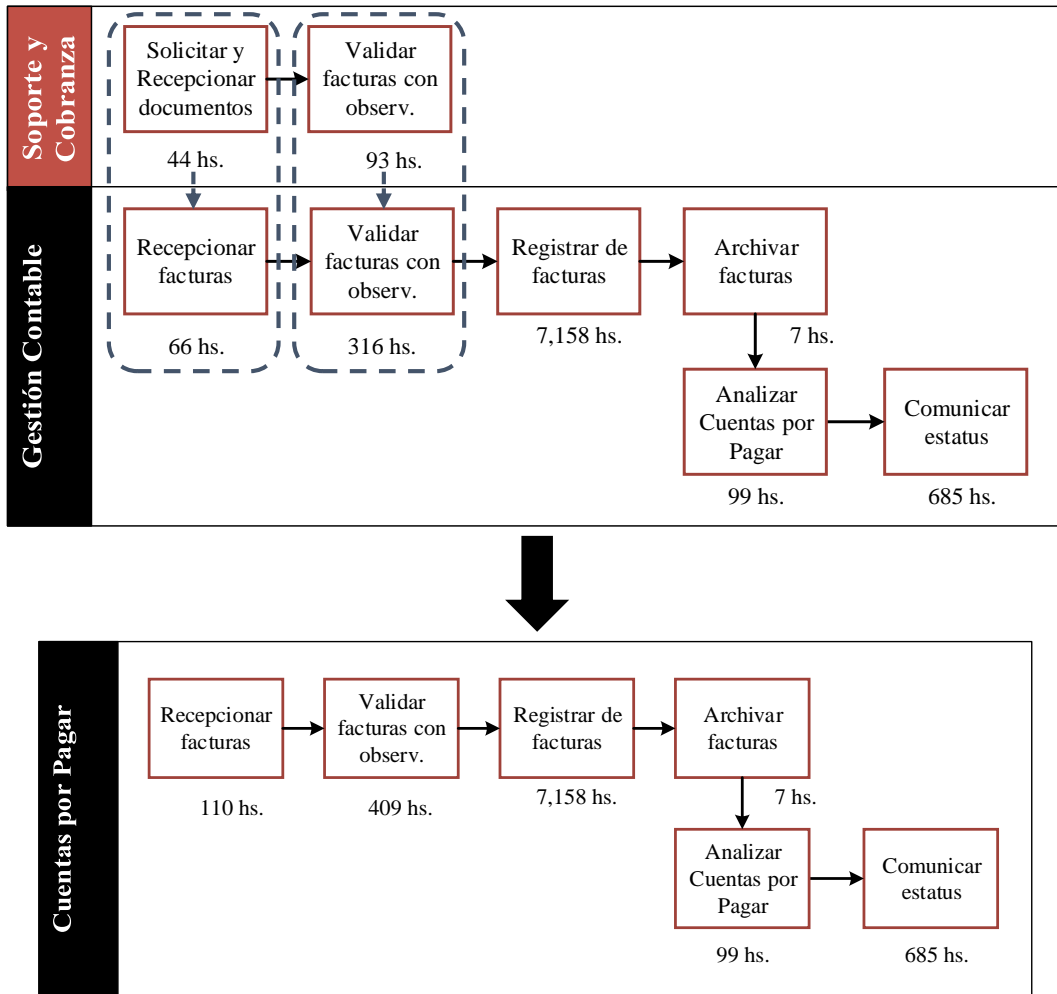 Soporte y
Cobranza
Solicitar y
Recepcionar
documentos
44 hs.
Validar
facturas con
observ.
93 hs.
Gestión Contable
Recepcionar
facturas
66 hs.
Validar
facturas con
observ.
316 hs.
Registrar de
facturas
7,158 hs.
Archivar
facturas
7 hs.
Analizar
Cuentas por
Pagar
99 hs.
Comunicar
estatus
685 hs.
Cuentas por Pagar
Recepcionar
facturas
110 hs.
Validar
facturas con
observ.
409 hs.
Registrar de
facturas
7,158 hs.
Archivar
facturas
7 hs.
Analizar
Cuentas por
Pagar
99 hs.
Comunicar
estatus
685 hs.